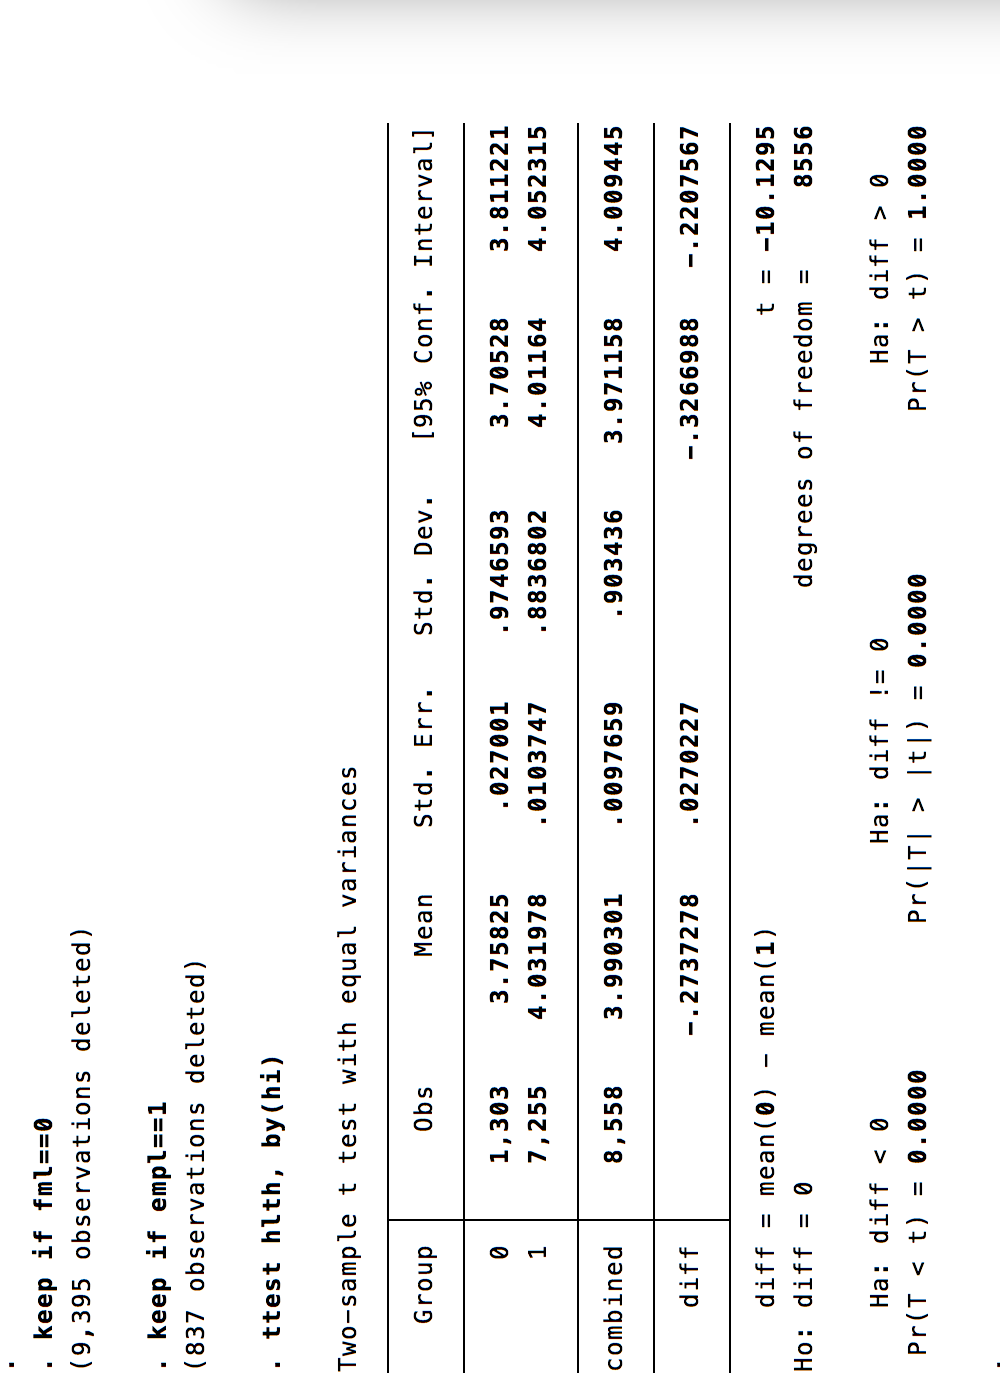 .
. keep if fml==0
(9,395 observations deleted)
. keep if empl==1
(837 observations deleted)
. ttest hlth, by(hi)
Two-sample t test with equal variances
Group Obs Mean Std. Err. Std. Dev. [95% Conf. Interval]
0 1,303 3.75825 .027001 .9746593 3.70528 3.811221
1 7,255 4.031978 .0103747 .8836802 4.01164 4.052315
combined 8,558 3.990301 .0097659 .903436 3.971158 4.009445
diff -.2737278 .0270227 -.3266988 -.2207567
diff = mean(0) - mean(1) t = -10.1295
Ho: diff = 0 degrees of freedom = 8556
Ha: diff < 0 Ha: diff != 0 Ha: diff > 0
Pr(T < t) = 0.0000 Pr(|T| > |t|) = 0.0000 Pr(T > t) = 1.0000
.